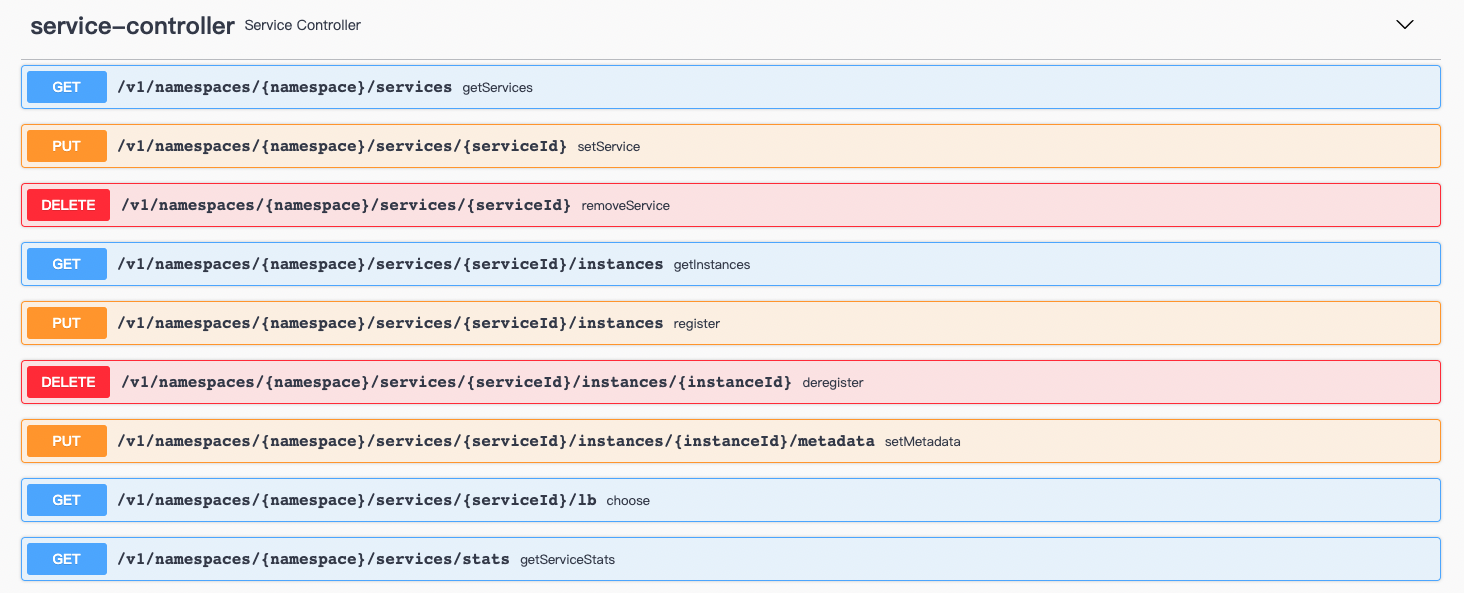 service-controller Service Controller
GET /v1/namespaces/{namespace}/services getServices
PUT /v1/namespaces/{namespace}/services/{serviceId} setService
DELETE /v1/namespaces/{namespace}/services/{serviceId} removeService
GET /v1/namespaces/{namespace}/services/{serviceId}/instances getInstances
PUT /v1/namespaces/{namespace}/services/{serviceId}/instances register
DELETE /v1/namespaces/{namespace}/services/{serviceId}/instances/{instanceId} deregister
PUT /v1/namespaces/{namespace}/services/{serviceId}/instances/{instanceId}/metadata setMetadata
GET /v1/namespaces/{namespace}/services/{serviceId}/lb choose
GET /v1/namespaces/{namespace}/services/stats getServiceStats